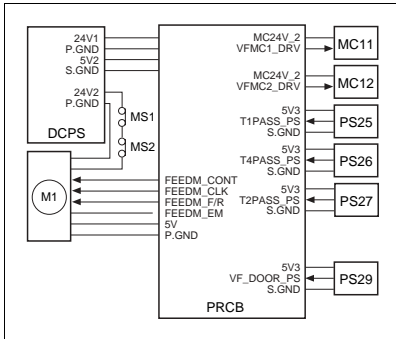 24V1
P.GND
5V2
S.GND
24V2
P.GND
DCPS
MS1
MS2
M1
FEEDM_CONT
FEEDM_CLK
FEEDM_F/R
FEEDM_EM
5V
P.GND
PRCB
MC24V_2
VFMC1_DRV
MC11
MC24V_2
VFMC2_DRV
MC12
5V3
T1PASS_PS
S.GND
PS25
5V3
T4PASS_PS
S.GND
PS26
5V3
T2PASS_PS
S.GND
PS27
5V3
VF_DOOR_PS
S.GND
PS29